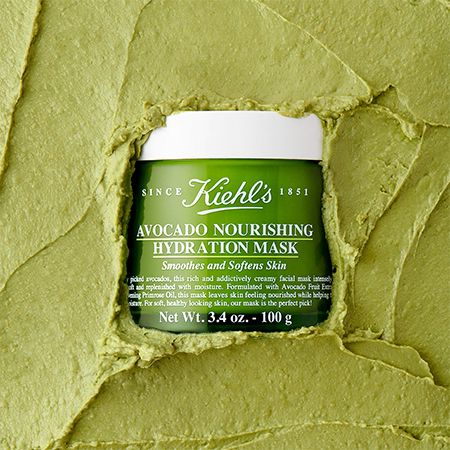 SINCE Kiehl's 1851
AVOCADO NOURISHING
HYDRATION MASK
Smoothes and Softens Skin
picked avocados, this rich and addictively creamy facial mask
and replenished with moisture. Formulated with Avocado Fruit
Primrose Oil, this mask leaves skin feeling nourished while helping
For soft, healthy looking skin, our mask is the perfect pick!
Net Wt. 3.4 oz. - 100 g